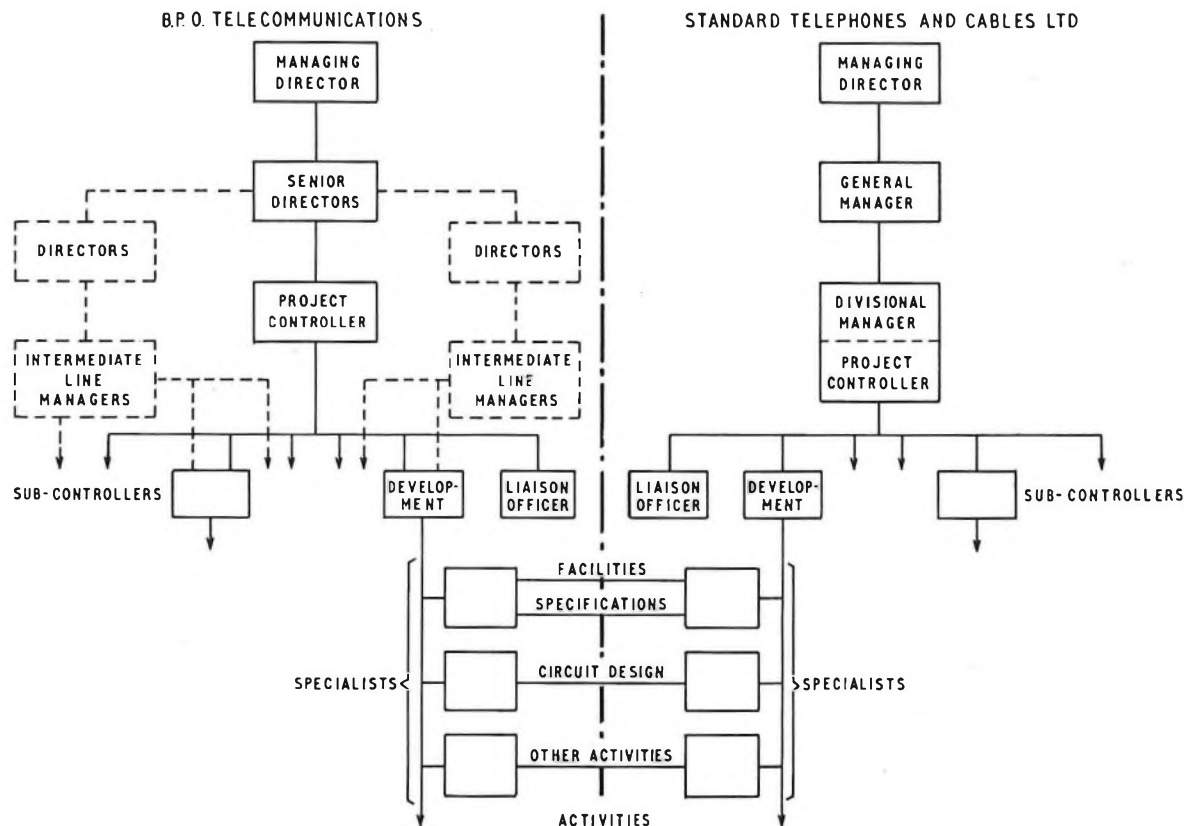 B.P.O. TELECOMMUNICATIONS
STANDARD TELEPHONES AND CABLES LTD
MANAGING
DIRECTOR
MANAGING
DIRECTOR
SENIOR
DIRECTORS
GENERAL
MANAGER
DIRECTORS
DIRECTORS
PROJECT
CONTROLLER
DIVISIONAL
MANAGER
PROJECT
CONTROLLER
INTERMEDIATE
LINE
MANAGERS
INTERMEDIATE
LINE
MANAGERS
SUB-CONTROLLERS
DEVELOP-
MENT
LIAISON
OFFICER
LIAISON
OFFICER
DEVELOP-
MENT
SUB-CONTROLLERS
FACILITIES
SPECIFICATIONS
SPECIALISTS
CIRCUIT DESIGN
SPECIALISTS
OTHER ACTIVITIES
ACTIVITIES